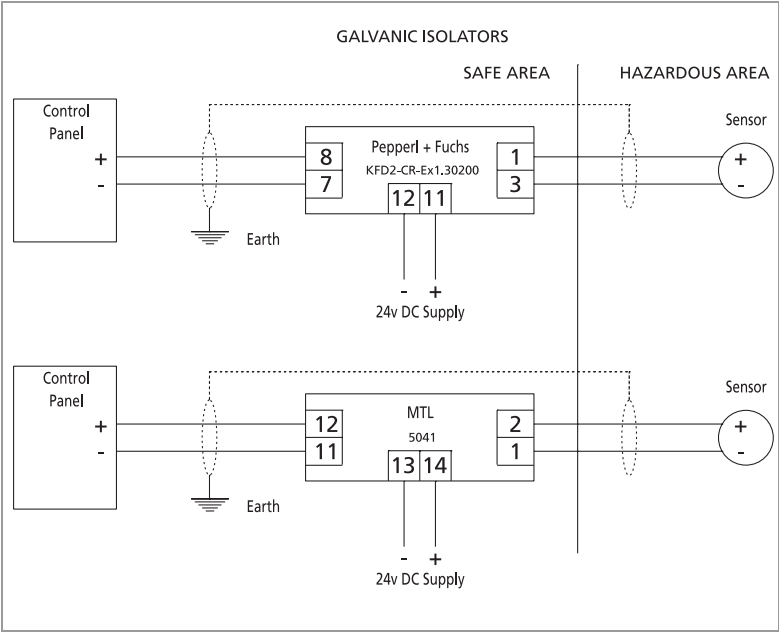 GALVANIC ISOLATORS
SAFE AREA
HAZARDOUS AREA
Control
Panel
+
-
8
7
Pepperl + Fuchs
KFD2-CR-Ex1.30200
12 11
1
3
Sensor
+
-
Earth
- +
24v DC Supply
Control
Panel
+
-
12
11
MTL
5041
13 14
2
1
Sensor
+
-
Earth
- +
24v DC Supply